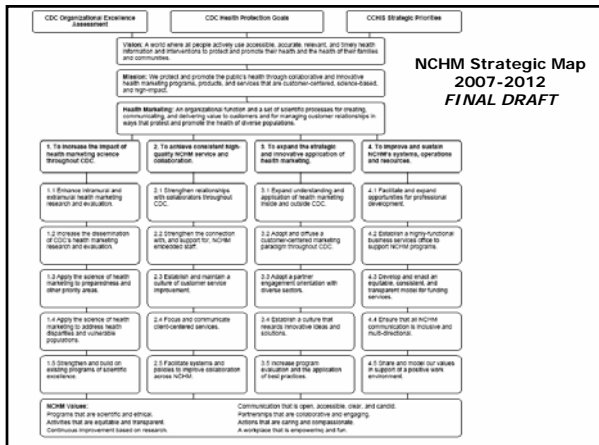 CDC Organizational Excellence
Assessment
CDC Health Protection Goals
CCHIS Strategic Priorities
NCHM Strategic Map
2007-2012
FINAL DRAFT
Vision: A world where all people actively use accessible, accurate, relevant, and timely health
information and interventions to protect and promote their health and the health of their families
and communities.
Mission: We protect and promote the public's health through collaborative and innovative
health marketing programs, products, and services that are customer-centered, science-based,
and high-impact.
Health Marketing: An organizational function and a set of scientific processes for creating,
communicating, and delivering value to customers and for managing customer relationships in
ways that protect and promote the health of diverse populations.
1. To increase the impact of
health marketing science
throughout CDC.
1.1 Enhance intramural and
extramural health marketing
research and evaluation.
1.2 Increase the dissemination
of CDC's health marketing
research and evaluation.
1.3 Apply the science of health
marketing to preparedness and
other priority areas.
1.4 Apply the science of health
marketing to address health
disparities and vulnerable
populations.
1.5 Strengthen and build on
existing programs of scientific
excellence.
2. To achieve consistent high-
quality NCHM service and
collaboration.
2.1 Strengthen relationships
with collaborators throughout
CDC.
2.2 Strengthen the connection
with, and support for, NCHM
embedded staff.
2.3 Establish and maintain a
culture of customer service
improvement.
2.4 Focus and communicate
client-centered services.
2.5 Facilitate systems and
policies to improve collaboration
across NCHM.
3. To expand the strategic
and innovative application of
health marketing.
3.1 Expand understanding and
application of health marketing
inside and outside CDC.
3.2 Adopt and diffuse a
customer-centered marketing
paradigm throughout CDC.
3.3 Adopt a partner
engagement orientation with
diverse sectors.
3.4 Establish a culture that
rewards innovative ideas and
solutions.
3.5 Increase program
evaluation and the application
of best practices.
4. To improve and sustain
NCHM's systems, operations
and resources.
4.1 Facilitate and expand
opportunities for professional
development.
4.2 Establish a highly-functional
business services office to
support NCHM programs.
4.3 Develop and enact an
equitable, consistent, and
transparent model for funding
services.
4.4 Ensure that all NCHM
communication is inclusive and
multi-directional.
4.5 Share and model our values
in support of a positive work
environment.
NCHM Values:
Programs that are scientific and ethical.
Activities that are equitable and transparent.
Continuous improvement based on research.
Communication that is open, accessible, clear, and candid.
Partnerships that are collaborative and engaging.
Actions that are caring and compassionate.
A workplace that is empowering and fun.